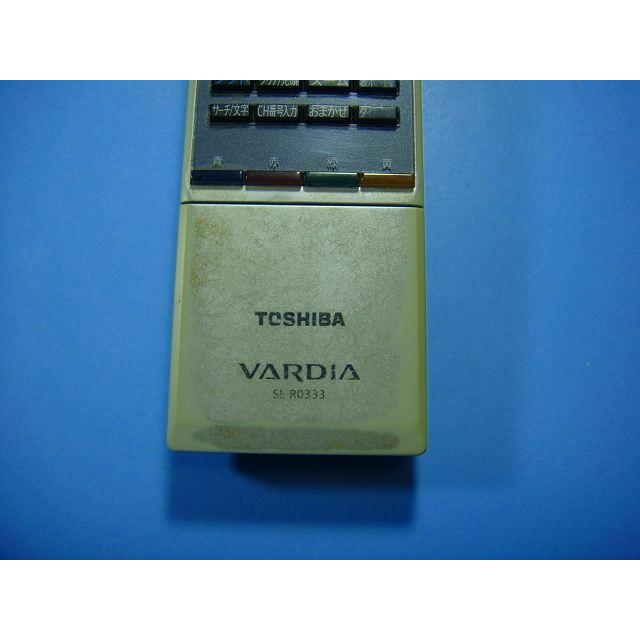 サーチ/文字 CH番号入力 おまかせ
青 赤 緑 黄
TOSHIBA
VARDIA
SE-R0333